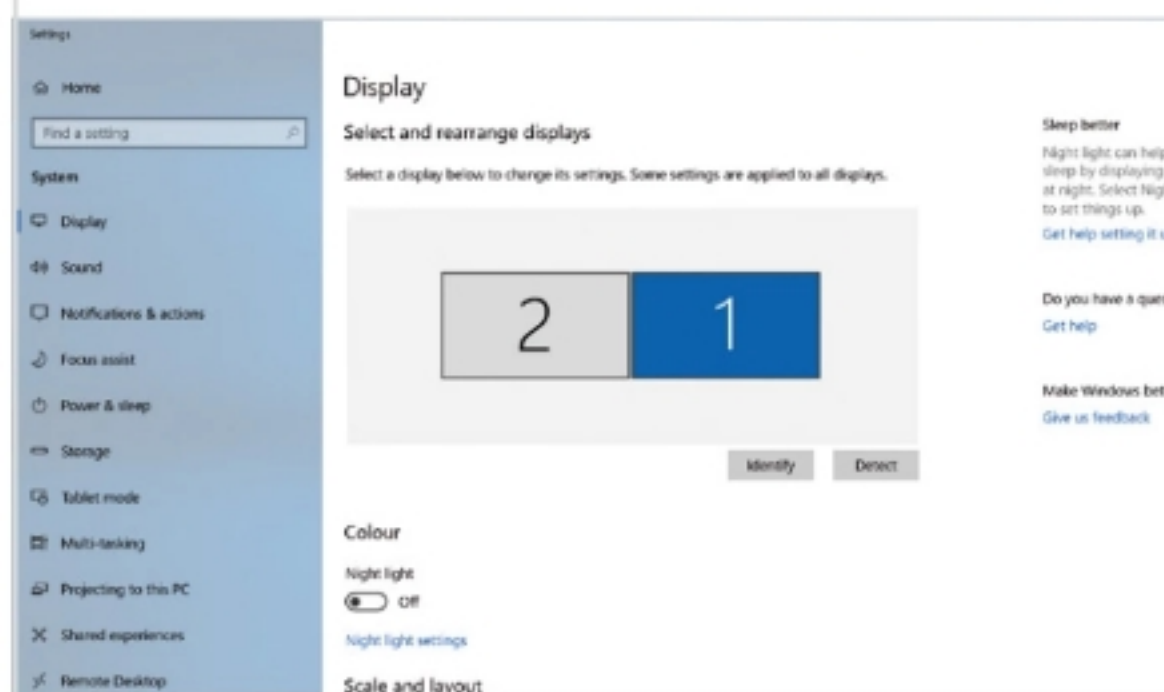 Settings
Home
Find a setting
System
Display
Sound
Notifications & actions
Focus assist
Power & sleep
Storage
Tablet mode
Multi-tasking
Projecting to this PC
Shared experiences
Remote Desktop
Display
Select and rearrange displays
Select a display below to change its settings. Some settings are applied to all displays.
2 1
Identify Detect
Colour
Night light
Off
Night light settings
Scale and layout
Sleep better
Night light can help
sleep by displaying
at night. Select Nig
to set things up.
Get help setting it u
Do you have a que
Get help
Make Windows bet
Give us feedback